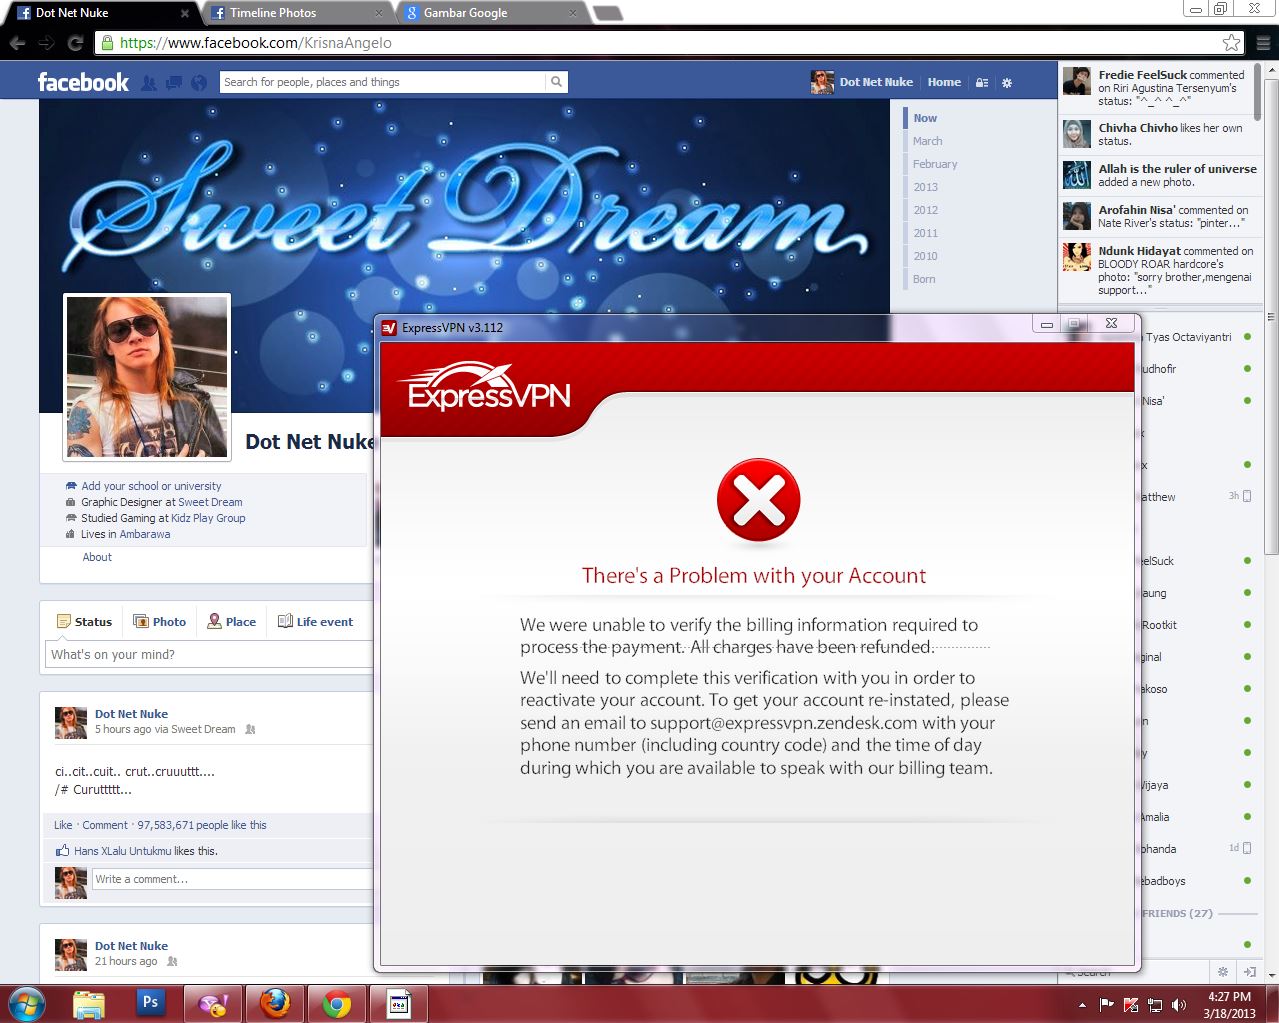 Dot Net Nuke
Timeline Photos
Gambar Google
https://www.facebook.com/KrisnaAngelo
facebook
Search for people, places and things
Dot Net Nuke
Home
Sweet Dream
Now
March
February
2013
2012
2011
2010
Born
Fredie FeelSuck commented
on Riri Agustina Tersenyum's
status: "^_^ ^_^"
Chivha Chivho likes her own
status.
Allah is the ruler of universe
added a new photo.
Arofahin Nisa' commented on
Nate River's status: "pinter..."
Ndunk Hidayat commented on
BLOODY ROAR hardcore's
photo: "sorry brother,mengenai
support..."
Dot Net Nuke
Add your school or university
Graphic Designer at Sweet Dream
Studied Gaming at Kidz Play Group
Lives in Ambarawa
About
Status
Photo
Place
Life event
What's on your mind?
Dot Net Nuke
5 hours ago via Sweet Dream
ci..cit..cuit.. crut..cruuuttt....
/# Curuttttt...
Like · Comment · 97,583,671 people like this
Hans XLalu Untukmu likes this.
Write a comment...
Dot Net Nuke
21 hours ago
ExpressVPN v3.112
ExpressVPN
There's a Problem with your Account
We were unable to verify the billing information required to
process the payment. All charges have been refunded.
We'll need to complete this verification with you in order to
reactivate your account. To get your account re-instated, please
send an email to support@expressvpn.zendesk.com with your
phone number (including country code) and the time of day
during which you are available to speak with our billing team.
Tyas Octaviyantri
udhofir
Nisa'
k
x
atthew
3h
elSuck
aung
Rootkit
ginal
akoso
n
y
Vijaya
Amalia
ohanda
1d
ebadboys
FRIENDS (27)
Search
Ps
4:27 PM
3/18/2013